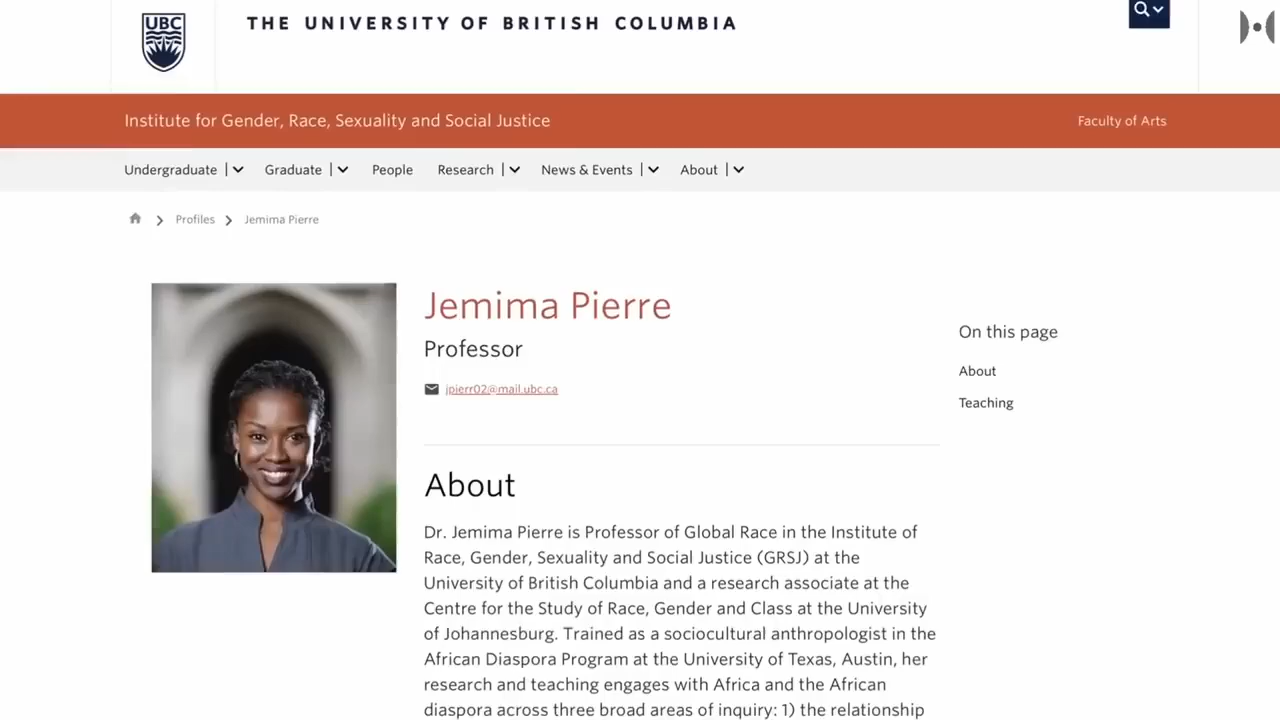 UBC
THE UNIVERSITY OF BRITISH COLUMBIA
Institute for Gender, Race, Sexuality and Social Justice
Faculty of Arts
Undergraduate
Graduate
People
Research
News & Events
About
Profiles
Jemima Pierre
Jemima Pierre
Professor
jpierr02@mail.ubc.ca
On this page
About
Teaching
About
Dr. Jemima Pierre is Professor of Global Race in the Institute of
Race, Gender, Sexuality and Social Justice (GRSJ) at the
University of British Columbia and a research associate at the
Centre for the Study of Race, Gender and Class at the University
of Johannesburg. Trained as a sociocultural anthropologist in the
African Diaspora Program at the University of Texas, Austin, her
research and teaching engages with Africa and the African
diaspora across three broad areas of inquiry: 1) the relationship